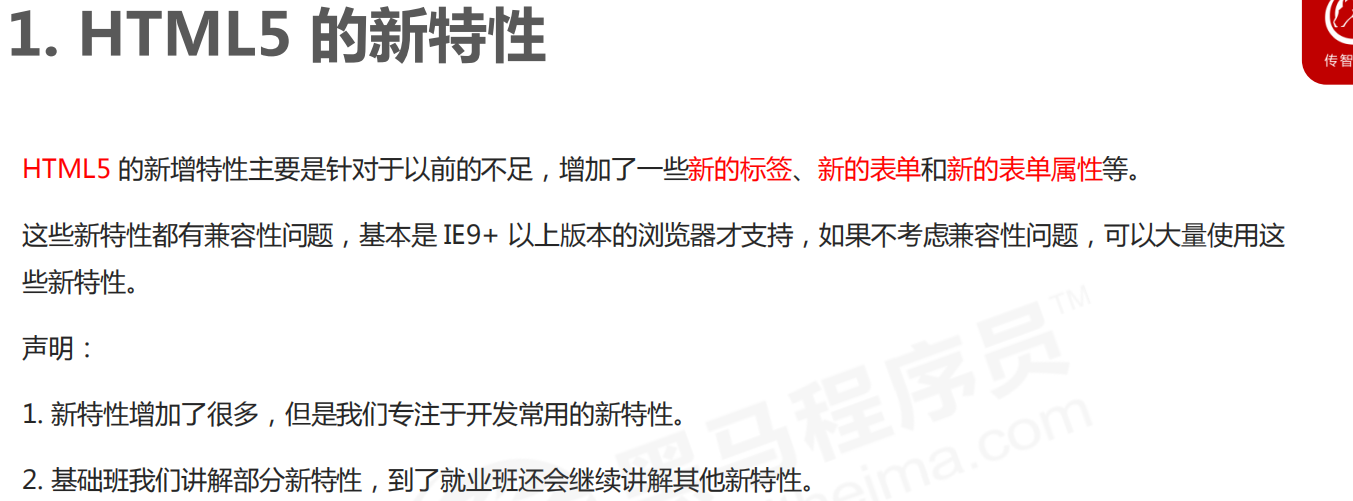 1. HTML5 的新特性
传智
HTML5 的新增特性主要是针对于以前的不足，增加了一些新的标签、新的表单和新的表单属性等。
这些新特性都有兼容性问题，基本是 IE9+ 以上版本的浏览器才支持，如果不考虑兼容性问题，可以大量使用这
些新特性。
声明：
1. 新特性增加了很多，但是我们专注于开发常用的新特性。
2. 基础班我们讲解部分新特性，到了就业班还会继续讲解其他新特性。
黑马程序员™
heima.com